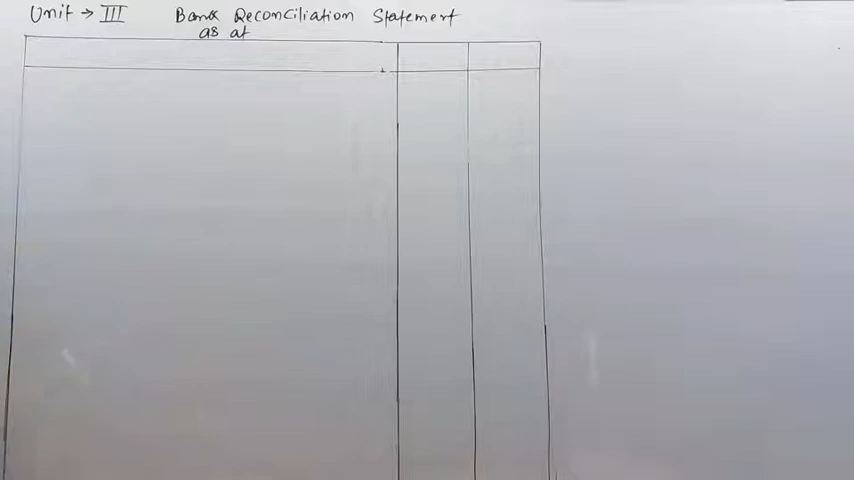 Unit → III Bank Reconciliation Statement
as at